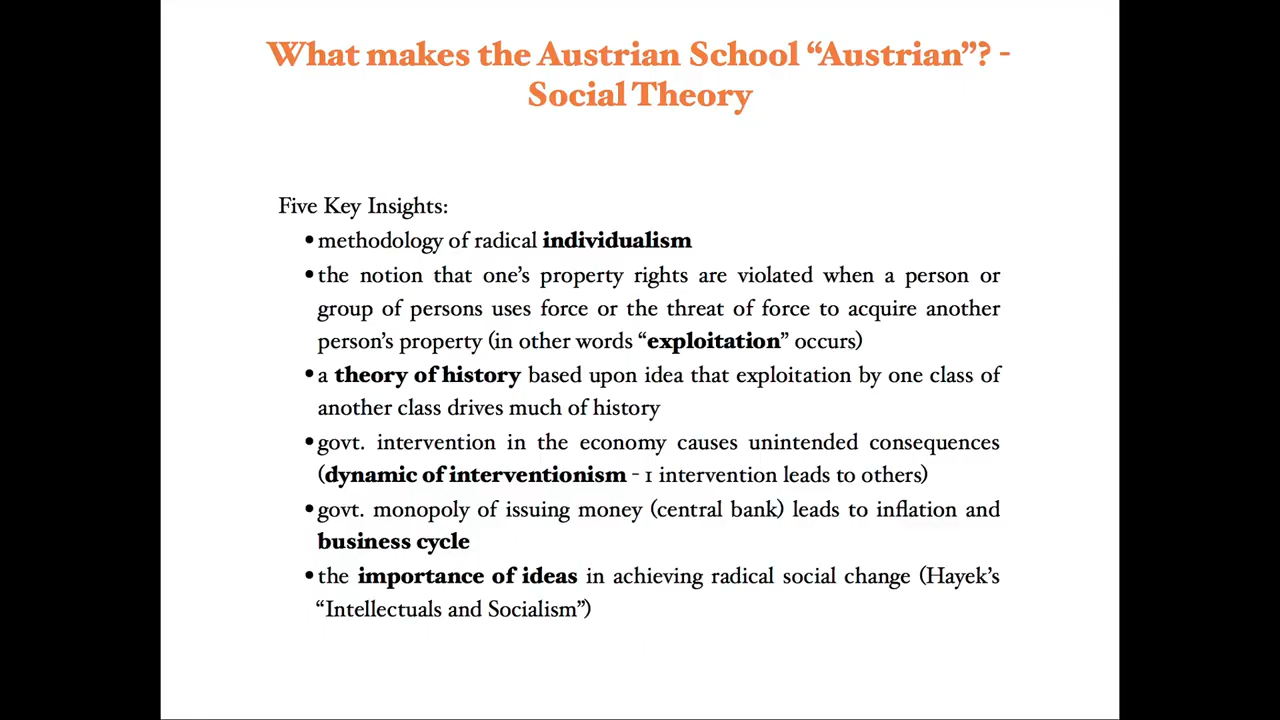 What makes the Austrian School “Austrian”? -
Social Theory
Five Key Insights:
• methodology of radical individualism
• the notion that one’s property rights are violated when a person or
group of persons uses force or the threat of force to acquire another
person’s property (in other words “exploitation” occurs)
• a theory of history based upon idea that exploitation by one class of
another class drives much of history
• govt. intervention in the economy causes unintended consequences
(dynamic of interventionism - 1 intervention leads to others)
• govt. monopoly of issuing money (central bank) leads to inflation and
business cycle
• the importance of ideas in achieving radical social change (Hayek’s
“Intellectuals and Socialism”)